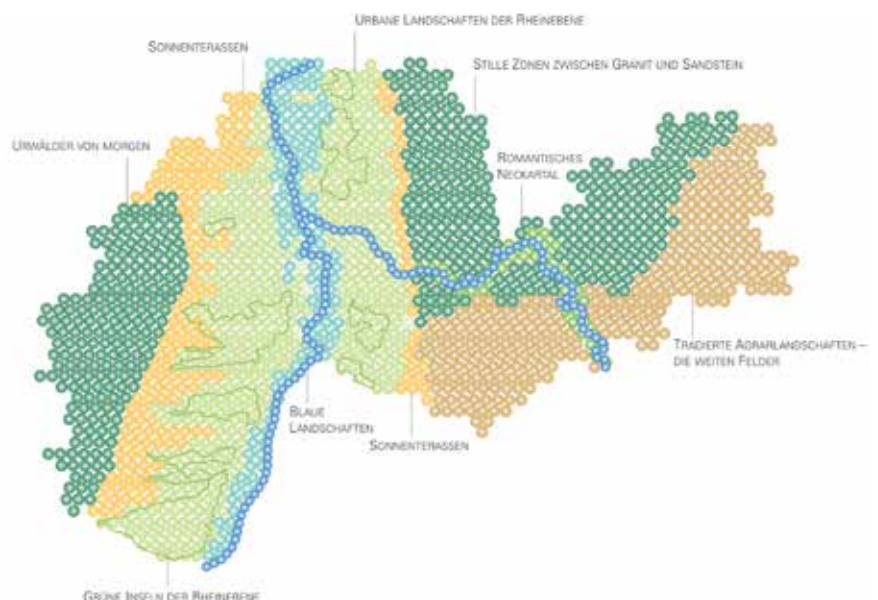 URBANE LANDSCHAFTEN DER RHEINEBENE
SONNENTERASSEN
STILLE ZONEN ZWISCHEN GRANIT UND SANDSTEIN
URWÄLDER VON MORGEN
ROMANTISCHES
NECKARTAL
TRADIERTE AGRARLANDSCHAFTEN –
DIE WEITEN FELDER
BLAUE
LANDSCHAFTEN
SONNENTERASSEN
GRÜNE INSELN DER RHEINEBENE